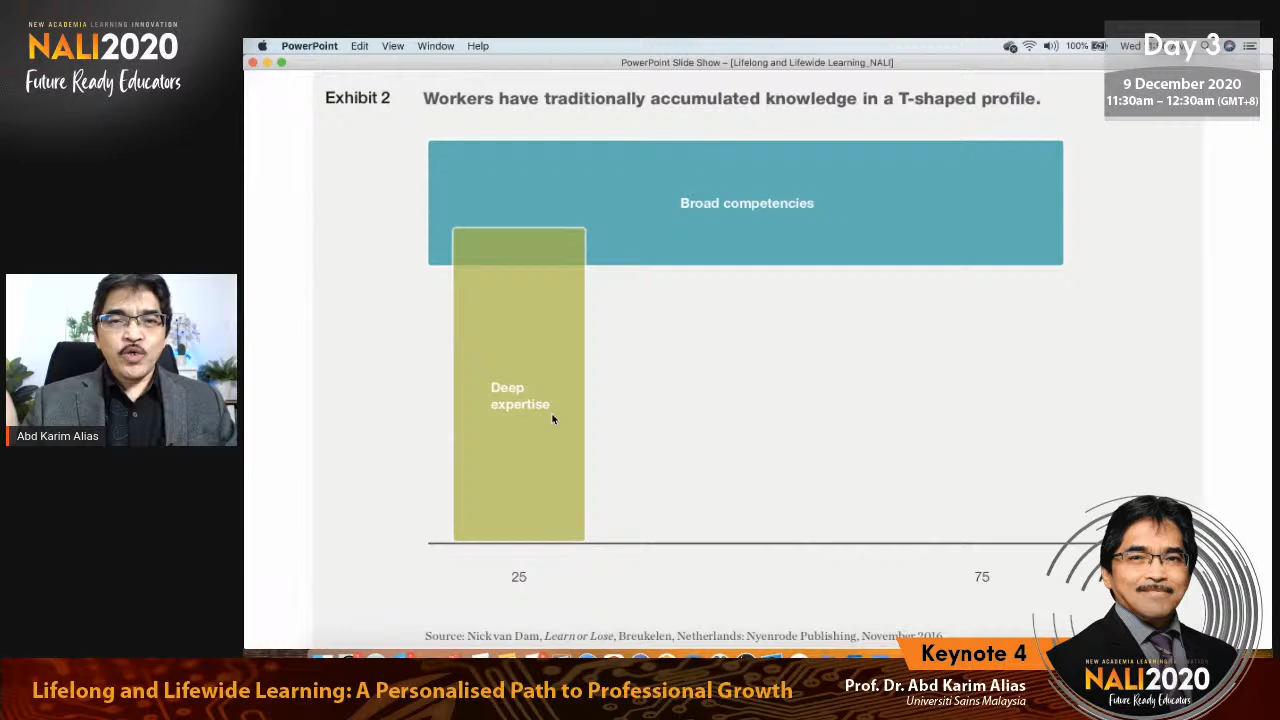 NEW ACADEMIA LEARNING INNOVATION
NALI2020
Future Ready Educators
PowerPoint Edit View Window Help
100%
Wed
Day 3
PowerPoint Slide Show – [Lifelong and Lifewide Learning_NALI]
9 December 2020
11:30am – 12:30am (GMT+8)
Exhibit 2
Workers have traditionally accumulated knowledge in a T-shaped profile.
Broad competencies
Deep
expertise
Abd Karim Alias
25
75
Source: Nick van Dam, Learn or Lose, Breukelen, Netherlands: Nyenrode Publishing, November 2016
Keynote 4
Lifelong and Lifewide Learning: A Personalised Path to Professional Growth
Prof. Dr. Abd Karim Alias
Universiti Sains Malaysia
NEW ACADEMIA LEARNING INNOVATION
NALI2020
Future Ready Educators